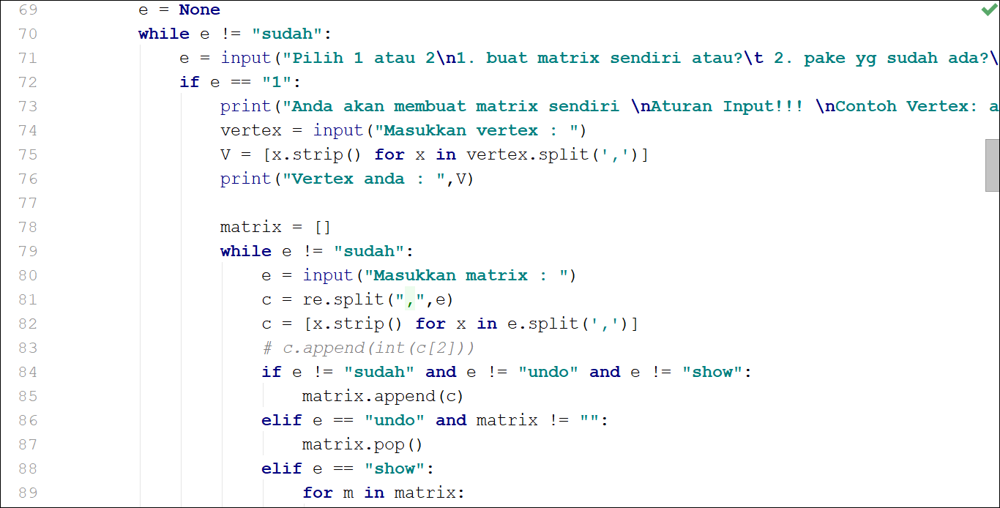 69 e = None
70 while e != "sudah":
71 e = input("Pilih 1 atau 2\n1. buat matrix sendiri atau?\t 2. pake yg sudah ada?\
72 if e == "1":
73 print("Anda akan membuat matrix sendiri \nAturan Input!!! \nContoh Vertex: a
74 vertex = input("Masukkan vertex : ")
75 V = [x.strip() for x in vertex.split(',')]
76 print("Vertex anda : ",V)
77
78 matrix = []
79 while e != "sudah":
80 e = input("Masukkan matrix : ")
81 c = re.split(",",e)
82 c = [x.strip() for x in e.split(',')]
83 # c.append(int(c[2]))
84 if e != "sudah" and e != "undo" and e != "show":
85 matrix.append(c)
86 elif e == "undo" and matrix != "":
87 matrix.pop()
88 elif e == "show":
89 for m in matrix: